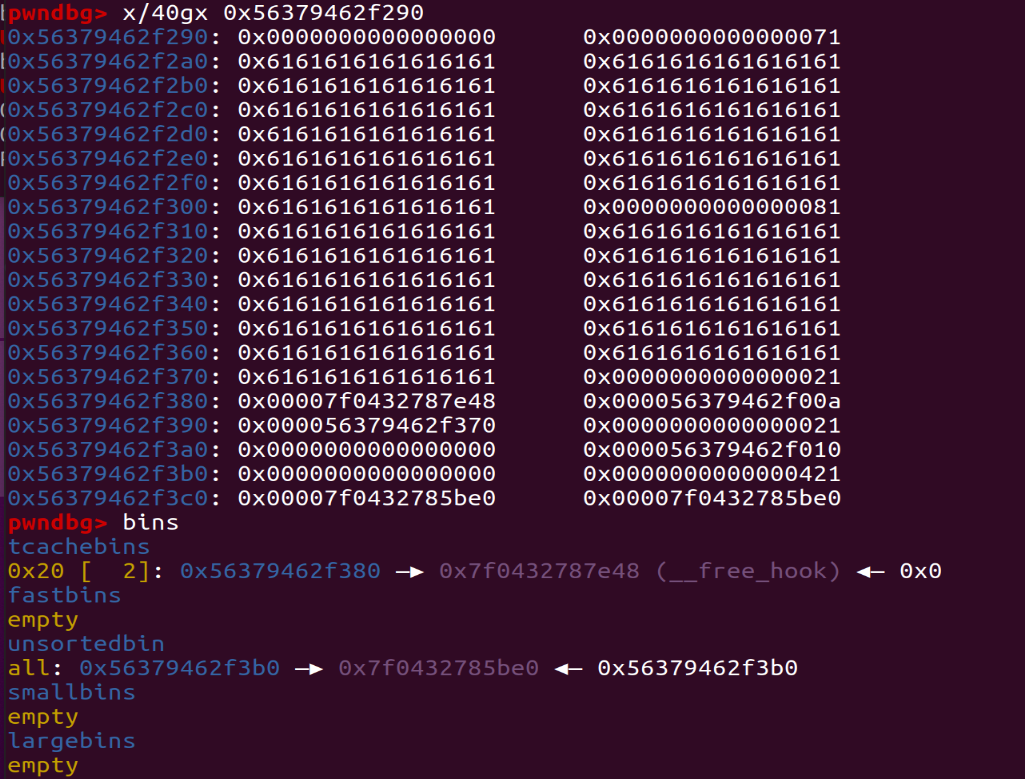 pwndbg> x/40gx 0x56379462f290
0x56379462f290: 0x0000000000000000 0x0000000000000071
0x56379462f2a0: 0x6161616161616161 0x6161616161616161
0x56379462f2b0: 0x6161616161616161 0x6161616161616161
0x56379462f2c0: 0x6161616161616161 0x6161616161616161
0x56379462f2d0: 0x6161616161616161 0x6161616161616161
0x56379462f2e0: 0x6161616161616161 0x6161616161616161
0x56379462f2f0: 0x6161616161616161 0x6161616161616161
0x56379462f300: 0x6161616161616161 0x0000000000000081
0x56379462f310: 0x6161616161616161 0x6161616161616161
0x56379462f320: 0x6161616161616161 0x6161616161616161
0x56379462f330: 0x6161616161616161 0x6161616161616161
0x56379462f340: 0x6161616161616161 0x6161616161616161
0x56379462f350: 0x6161616161616161 0x6161616161616161
0x56379462f360: 0x6161616161616161 0x6161616161616161
0x56379462f370: 0x6161616161616161 0x0000000000000021
0x56379462f380: 0x00007f0432787e48 0x000056379462f00a
0x56379462f390: 0x000056379462f370 0x0000000000000021
0x56379462f3a0: 0x0000000000000000 0x000056379462f010
0x56379462f3b0: 0x0000000000000000 0x0000000000000421
0x56379462f3c0: 0x00007f0432785be0 0x00007f0432785be0
pwndbg> bins
tcachebins
0x20 [  2]: 0x56379462f380 —▸ 0x7f0432787e48 (__free_hook) ◂— 0x0
fastbins
empty
unsortedbin
all: 0x56379462f3b0 —▸ 0x7f0432785be0 ◂— 0x56379462f3b0
smallbins
empty
largebins
empty